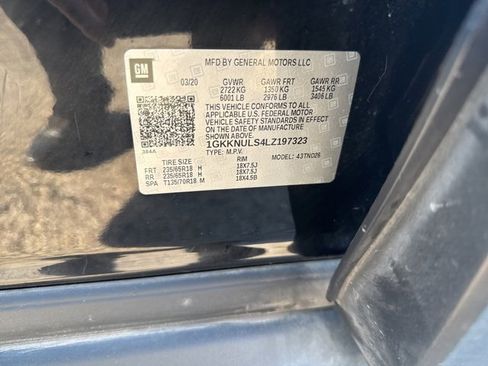 GM
MFD BY GENERAL MOTORS LLC
03/20 GVWR GAWR FRT GAWR RR
2722 KG 1350 KG 1545 KG
6001 LB 2976 LB 3406 LB
THIS VEHICLE CONFORMS TO ALL
APPLICABLE U.S. FEDERAL MOTOR
VEHICLE SAFETY STANDARDS IN EFFECT
ON THE DATE OF MANUFACTURE
SHOWN ABOVE.
1GKKNULS4LZ197323
TYPE: M.P.V. MODEL: 43TND26
384A
TIRE SIZE RIM
FRT 235/65R18 H 18X7.5J
RR 235/65R18 H 18X7.5J
SPA T135/70R18 M 18X4.5B